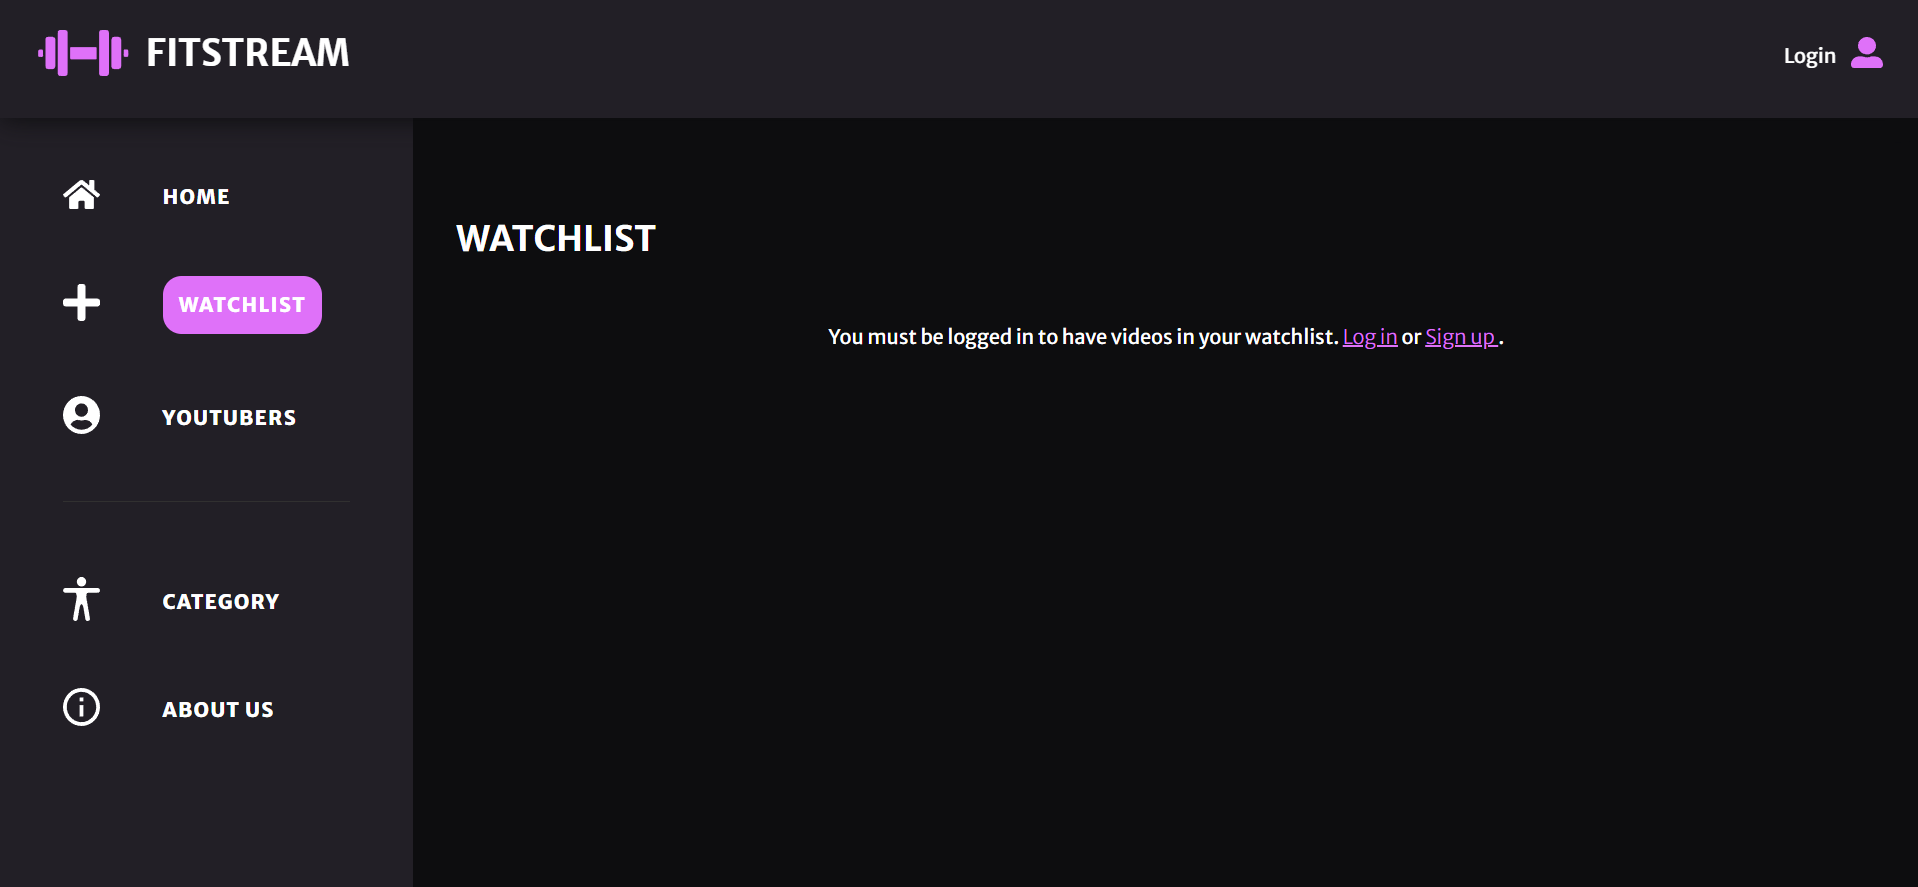 FITSTREAM
Login
HOME
WATCHLIST
YOUTUBERS
CATEGORY
ABOUT US
WATCHLIST
You must be logged in to have videos in your watchlist. Log in or Sign up .